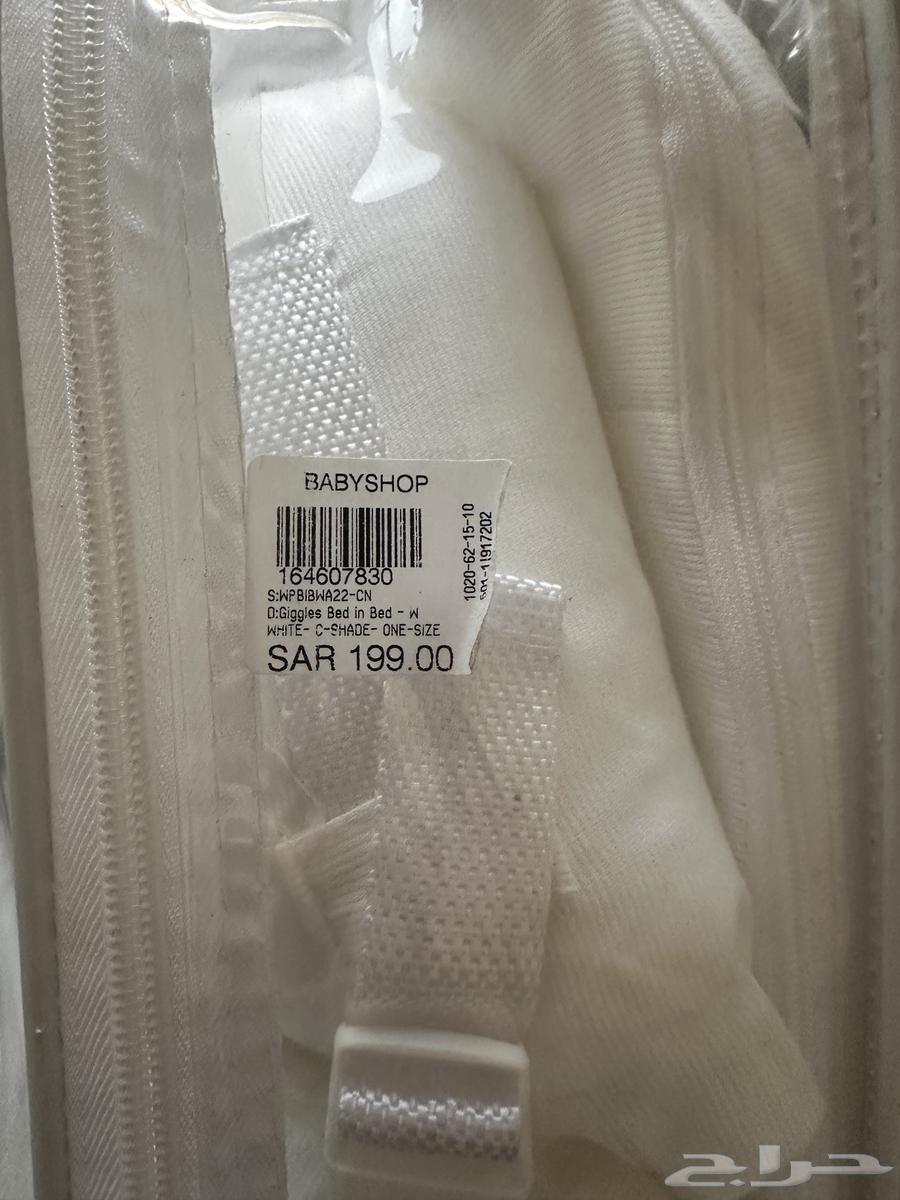 BABYSHOP
164607830
S:WPBIBWA22-CN
D:Giggles Bed in Bed - W
WHITE- C-SHADE- ONE-SIZE
SAR 199.00
1020-62-15-10
حراج